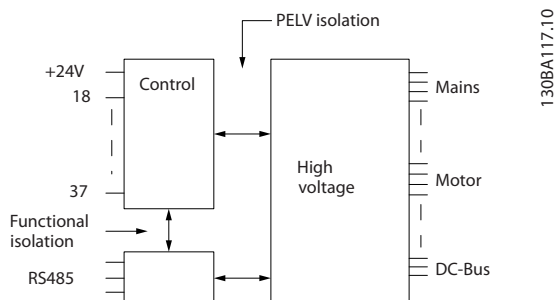 PELV isolation
130BA117.10
+24V
Control
Mains
18
High
voltage
Motor
37
Functional
isolation
RS485
DC-Bus